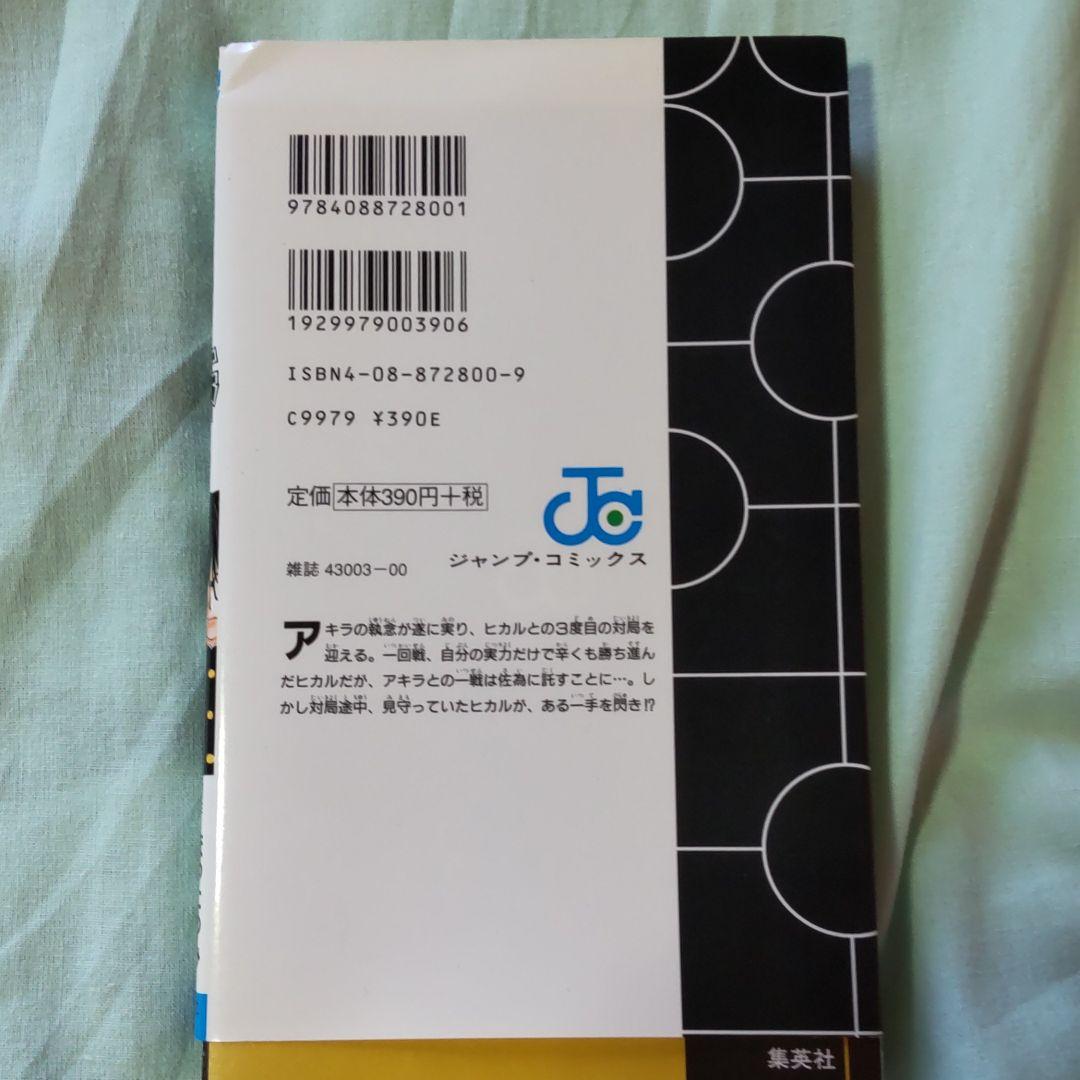 9784088728001
1929979003906
ISBN4-08-872800-9
C9979 ¥390E
定価 本体390円+税
雑誌 43003-00
ジャンプ・コミックス
アキラの執念が遂に実り、ヒカルとの3度目の対局を
迎える。一回戦、自分の実力だけで辛くも勝ち進ん
だヒカルだが、アキラとの一戦は佐為に託すことに…。し
かし対局途中、見守っていたヒカルが、ある一手を閃き!?
集英社